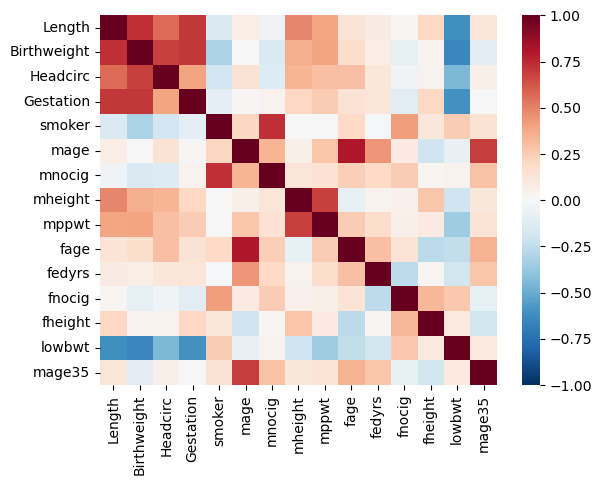 Length
Birthweight
Headcirc
Gestation
smoker
mage
mnocig
mheight
mppwt
fage
fedyrs
fnocig
fheight
lowbwt
mage35
Length
Birthweight
Headcirc
Gestation
smoker
mage
mnocig
mheight
mppwt
fage
fedyrs
fnocig
fheight
lowbwt
mage35
1.00
0.75
0.50
0.25
0.00
−0.25
−0.50
−0.75
−1.00